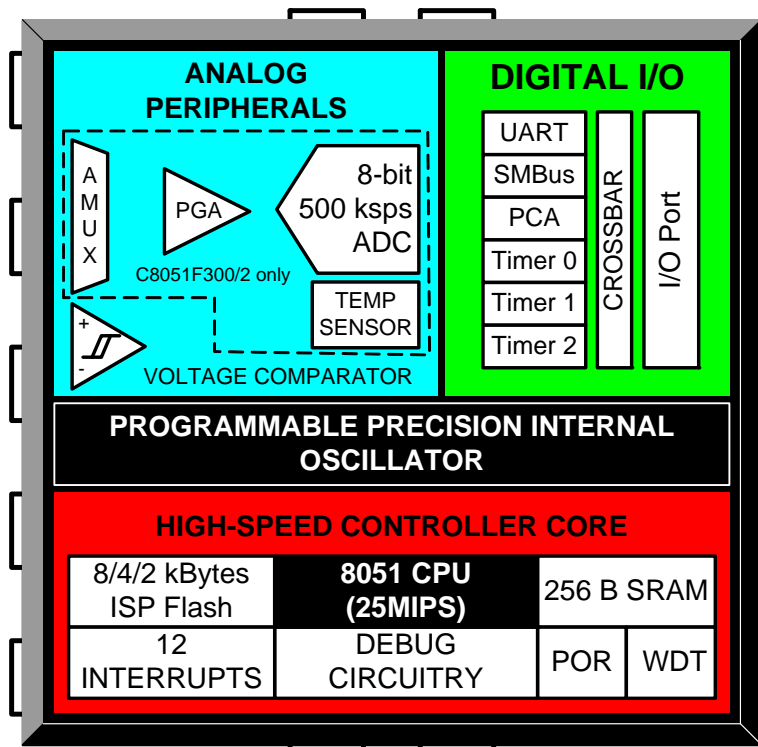 ANALOG
PERIPHERALS
A
M
U
X
PGA
8-bit
500 ksps
ADC
C8051F300/2 only
TEMP
SENSOR
+
-
VOLTAGE COMPARATOR
DIGITAL I/O
UART
SMBus
PCA
Timer 0
Timer 1
Timer 2
CROSSBAR
I/O Port
PROGRAMMABLE PRECISION INTERNAL
OSCILLATOR
HIGH-SPEED CONTROLLER CORE
8/4/2 kBytes
ISP Flash
8051 CPU
(25MIPS)
256 B SRAM
12
INTERRUPTS
DEBUG
CIRCUITRY
POR
WDT